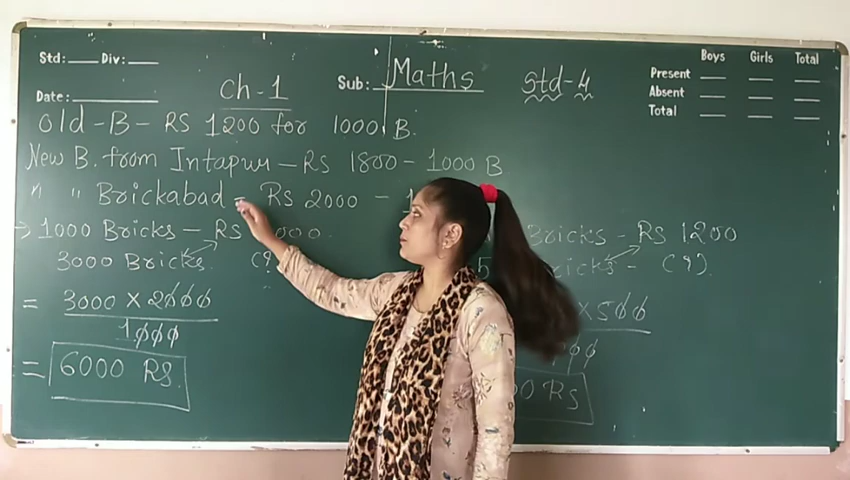 Std: Div:
Date:
Ch-1
Sub: Maths
Std-4
Boys Girls Total
Present
Absent
Total
Old-B- RS 1200 for 1000 B.
New B. from Intapur - RS 1800 - 1000 B
" " Brickabad - Rs 2000 -
→ 1000 Bricks - RS
3000 Bricks. (?)
= 3000 X 2000
1000
= 6000 RS.
Bricks - RS 1200
- (?).
X 500
RS